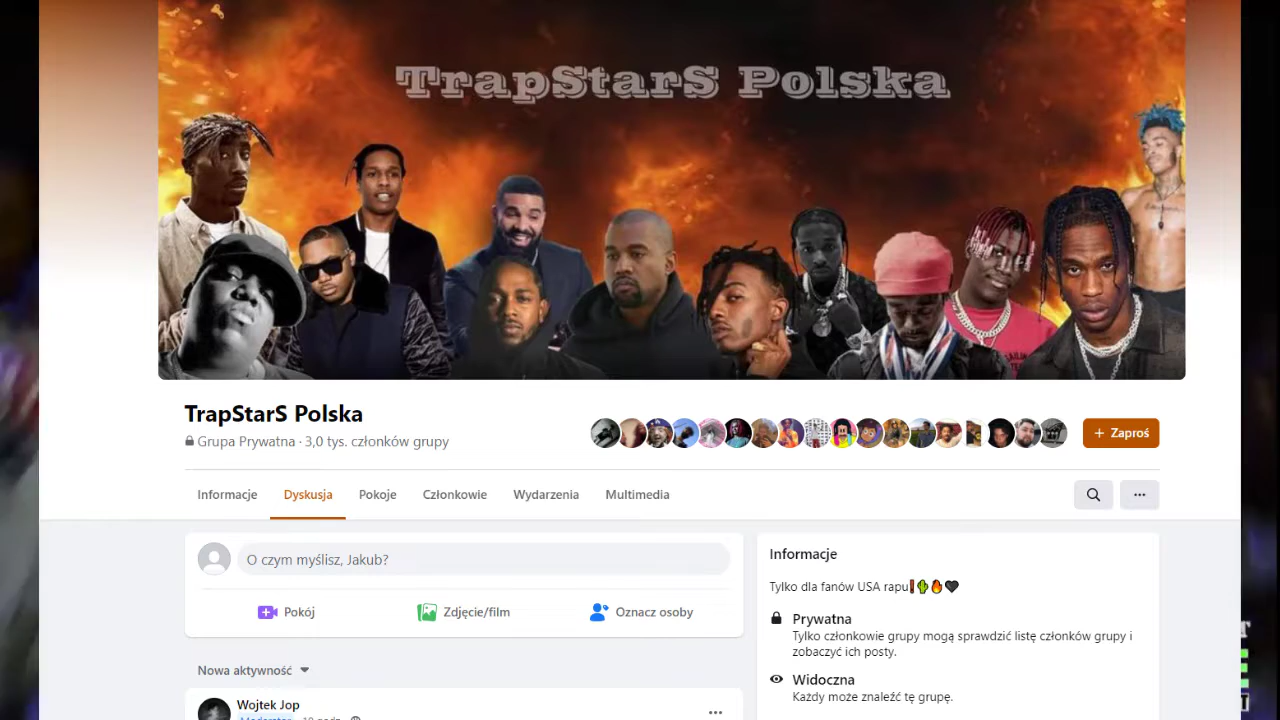 TrapStarS Polska
TrapStarS Polska
Grupa Prywatna · 3,0 tys. członków grupy
+ Zaproś
Informacje
Dyskusja
Pokoje
Członkowie
Wydarzenia
Multimedia
O czym myślisz, Jakub?
Pokój
Zdjęcie/film
Oznacz osoby
Nowa aktywność
Wojtek Jop
Moderator
Informacje
Tylko dla fanów USA rapu❗🌵🔥🖤
Prywatna
Tylko członkowie grupy mogą sprawdzić listę członków grupy i
zobaczyć ich posty.
Widoczna
Każdy może znaleźć tę grupę.